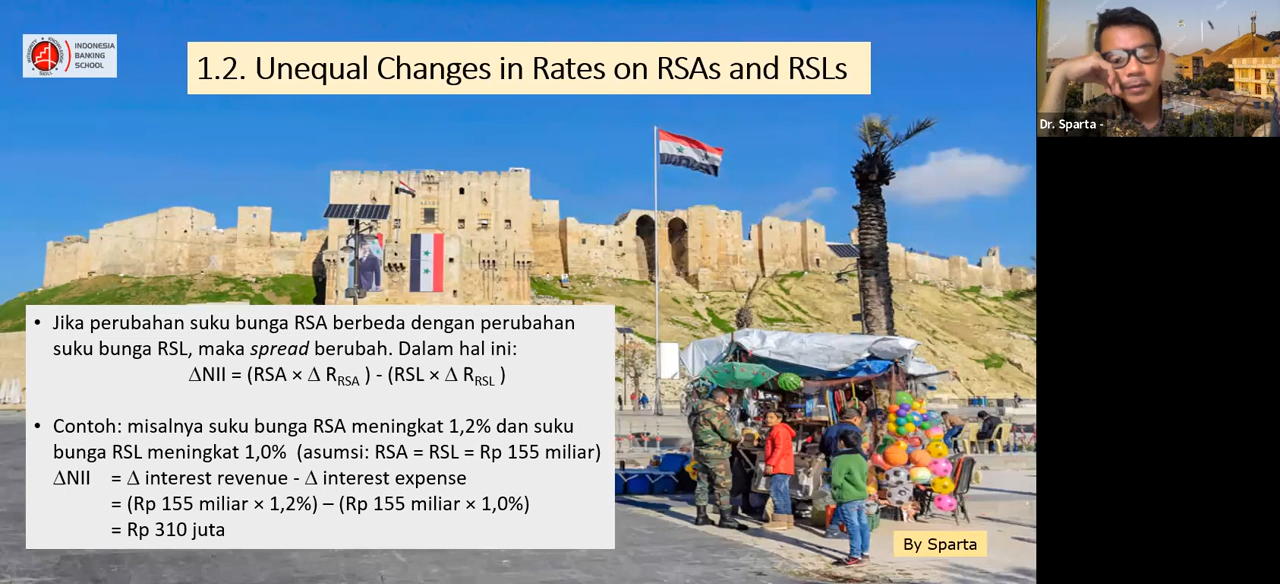 INDONESIA
BANKING
SCHOOL
1.2. Unequal Changes in Rates on RSAs and RSLs
Dr. Sparta -
• Jika perubahan suku bunga RSA berbeda dengan perubahan
suku bunga RSL, maka spread berubah. Dalam hal ini:
ΔNII = (RSA × Δ RRSA ) - (RSL × Δ RRSL )
• Contoh: misalnya suku bunga RSA meningkat 1,2% dan suku
bunga RSL meningkat 1,0% (asumsi: RSA = RSL = Rp 155 miliar)
ΔNII = Δ interest revenue - Δ interest expense
= (Rp 155 miliar × 1,2%) – (Rp 155 miliar × 1,0%)
= Rp 310 juta
By Sparta